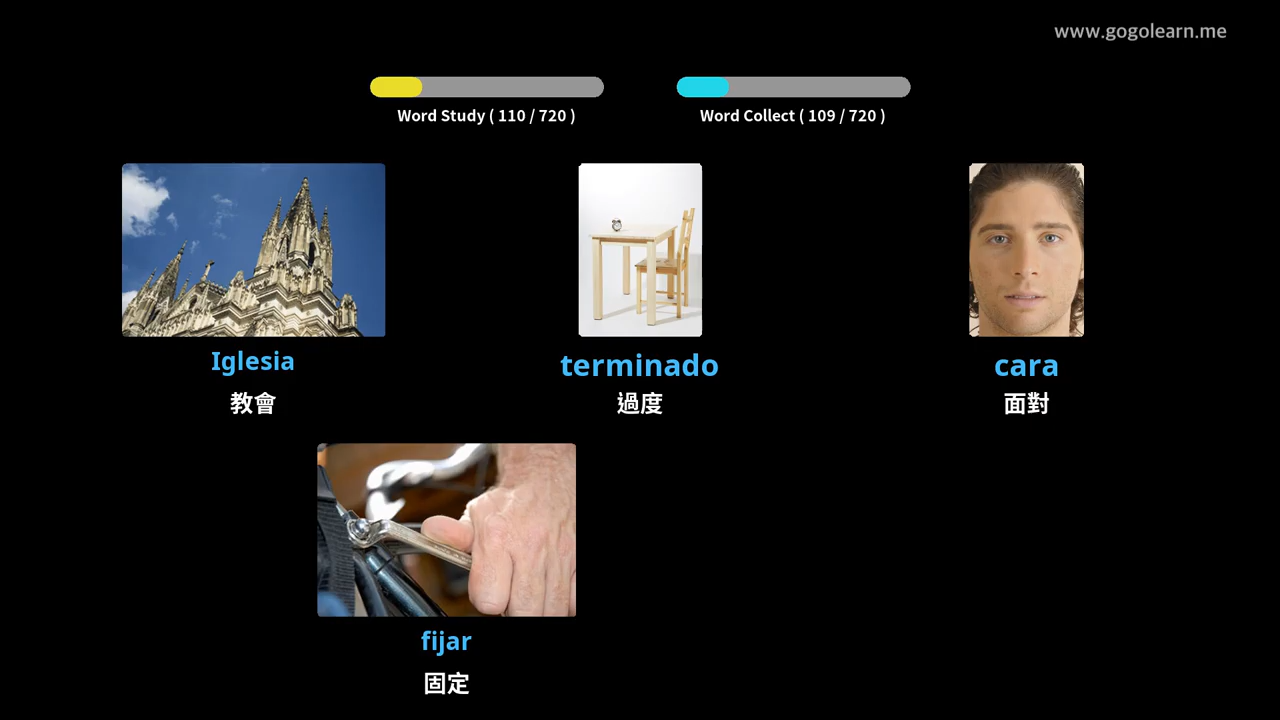 www.gogolearn.me
Word Study ( 110 / 720 )
Word Collect ( 109 / 720 )
Iglesia
教會
terminado
過度
cara
面對
fijar
固定